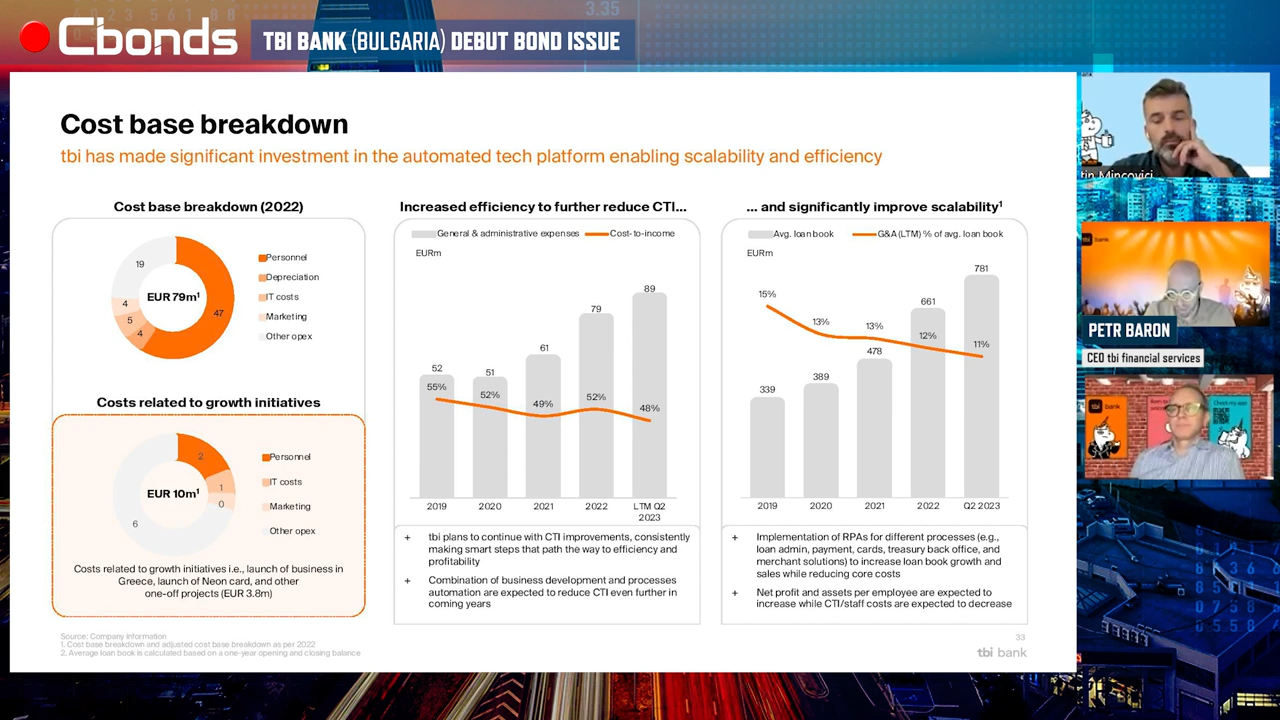 Cbonds
TBI BANK (BULGARIA) DEBUT BOND ISSUE
3.35
Cost base breakdown
tbi has made significant investment in the automated tech platform enabling scalability and efficiency
Cost base breakdown (2022)
19
4
5
4
47
EUR 79m¹
Personnel
Depreciation
IT costs
Marketing
Other opex
Costs related to growth initiatives
2
1
0
6
EUR 10m¹
Personnel
IT costs
Marketing
Other opex
Costs related to growth initiatives i.e., launch of business in
Greece, launch of Neon card, and other
one-off projects (EUR 3.8m)
Increased efficiency to further reduce CTI...
General & administrative expenses
Cost-to-income
EURm
52
51
61
79
89
55%
52%
49%
52%
48%
2019
2020
2021
2022
LTM Q2
2023
+ tbi plans to continue with CTI improvements, consistently
making smart steps that path the way to efficiency and
profitability
+ Combination of business development and processes
automation are expected to reduce CTI even further in
coming years
... and significantly improve scalability¹
Avg. loan book
G&A (LTM) % of avg. loan book
EURm
339
389
478
661
781
15%
13%
13%
12%
11%
2019
2020
2021
2022
Q2 2023
+ Implementation of RPAs for different processes (e.g.,
loan admin, payment, cards, treasury back office, and
merchant solutions) to increase loan book growth and
sales while reducing core costs
+ Net profit and assets per employee are expected to
increase while CTI/staff costs are expected to decrease
Source: Company Information
1. Cost base breakdown and adjusted cost base breakdown as per 2022
2. Average loan book is calculated based on a one-year opening and closing balance
33
tbi bank
tin Mincovici
PETR BARON
CEO tbi financial services
tbi bank